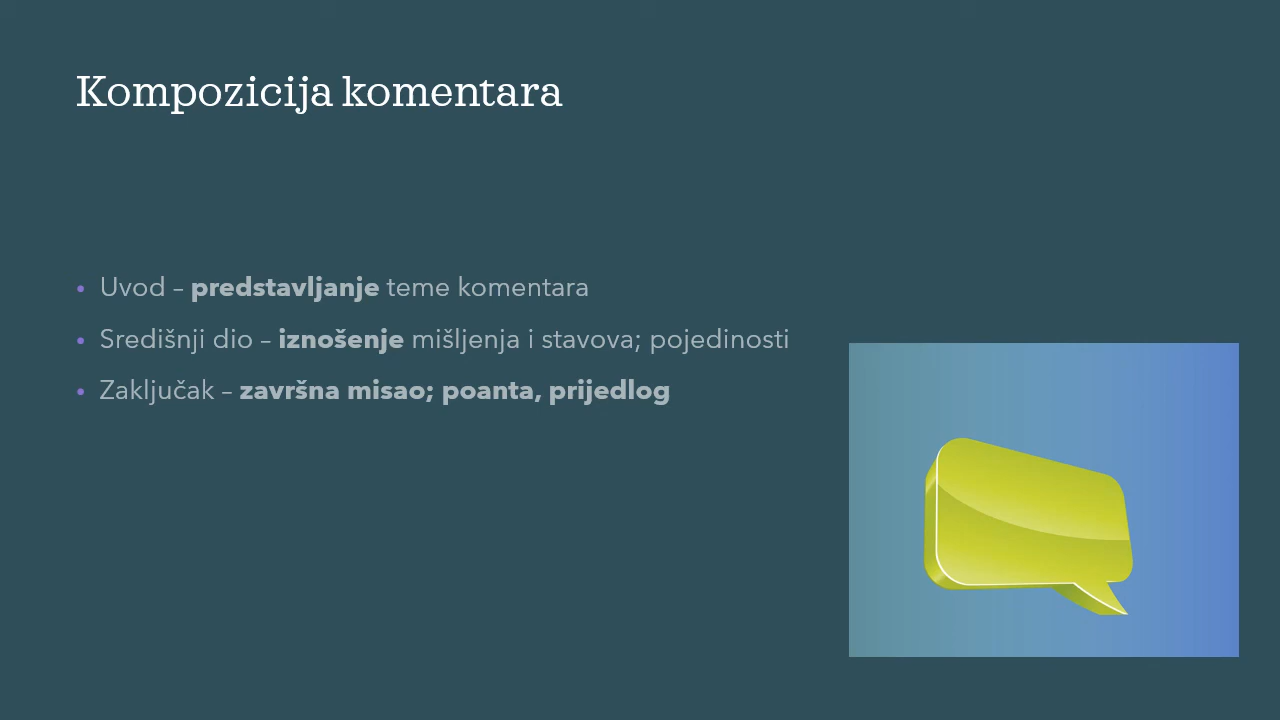 Kompozicija komentara
• Uvod – predstavljanje teme komentara
• Središnji dio – iznošenje mišljenja i stavova; pojedinosti
• Zaključak – završna misao; poanta, prijedlog